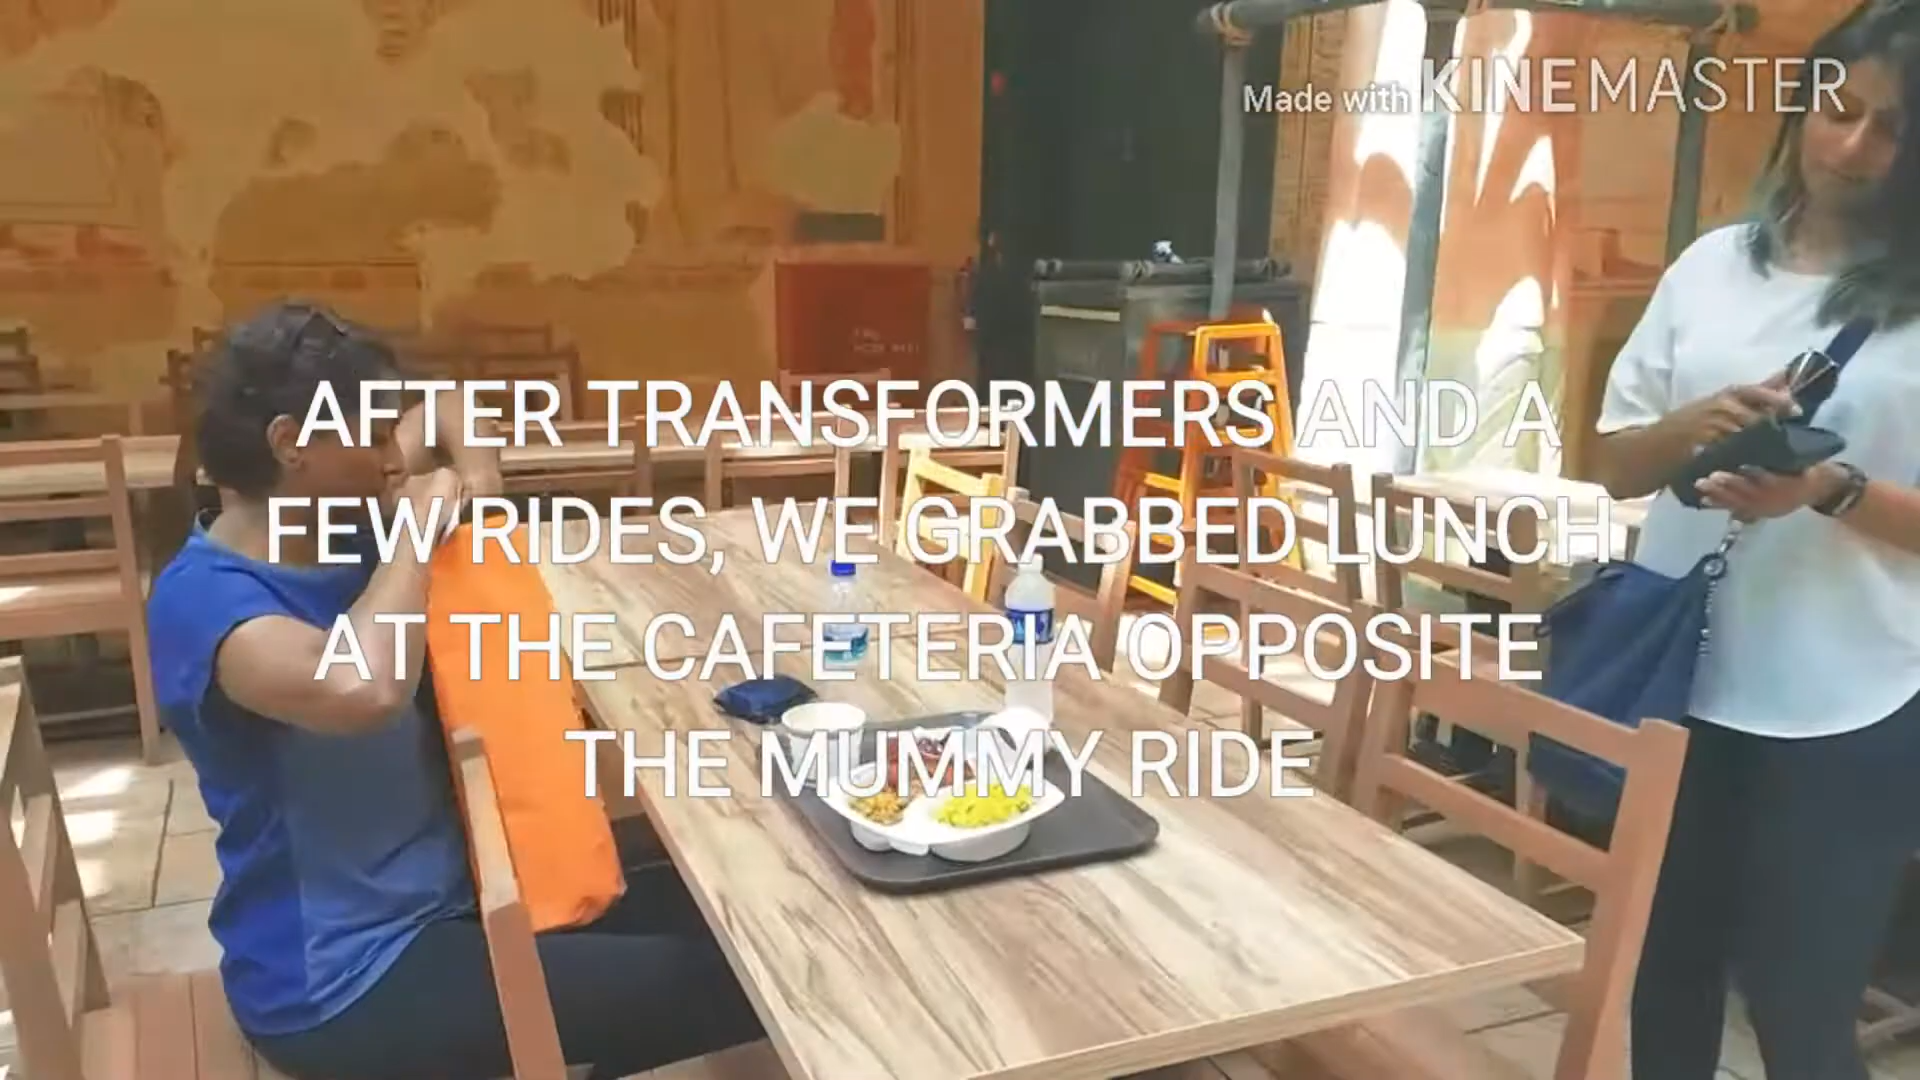 Made with KINEMASTER
AFTER TRANSFORMERS AND A
FEW RIDES, WE GRABBED LUNCH
AT THE CAFETERIA OPPOSITE
THE MUMMY RIDE